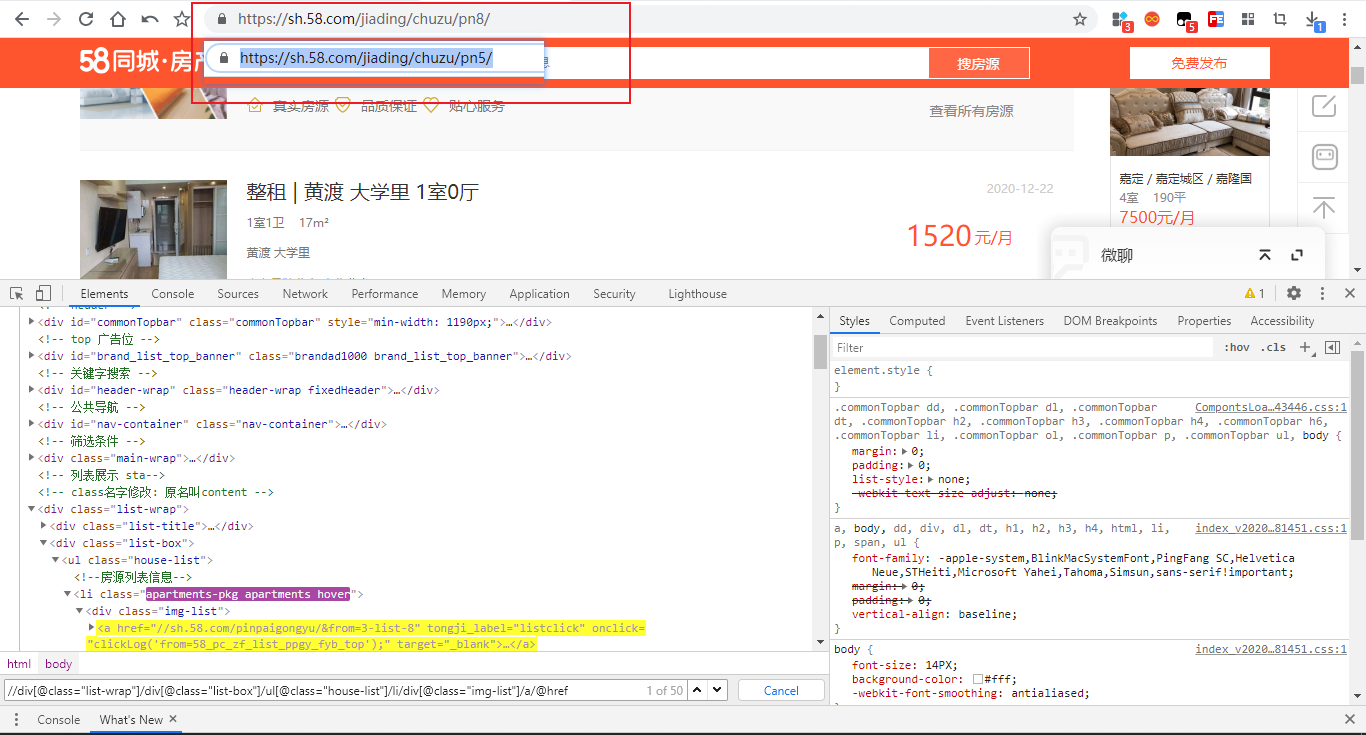 https://sh.58.com/jiading/chuzu/pn8/
3
5
1
https://sh.58.com/jiading/chuzu/pn5/
58同城·房产
搜房源
免费发布
真实房源 品质保证 贴心服务
查看所有房源
整租 | 黄渡 大学里 1室0厅
2020-12-22
1室1卫 17m²
1520元/月
黄渡 大学里
嘉定 / 嘉定城区 / 嘉隆国
4室 190平
7500元/月
微聊
Elements Console Sources Network Performance Memory Application Security Lighthouse
1
<div id="commonTopbar" class="commonTopbar" style="min-width: 1190px;">…</div>
<!-- top 广告位 -->
<div id="brand_list_top_banner" class="brandad1000 brand_list_top_banner">…</div>
<!-- 关键字搜索 -->
<div id="header-wrap" class="header-wrap fixedHeader">…</div>
<!-- 公共导航 -->
<div id="nav-container" class="nav-container">…</div>
<!-- 筛选条件 -->
<div class="main-wrap">…</div>
<!-- 列表展示 sta-->
<!-- class名字修改: 原名叫content -->
<div class="list-wrap">
<div class="list-title">…</div>
<div class="list-box">
<ul class="house-list">
<!--房源列表信息-->
<li class="apartments-pkg apartments hover">
<div class="img-list">
<a href="//sh.58.com/pinpaigongyu/&from=3-list-8" tongji_label="listclick" onclick=
"clickLog('from=58_pc_zf_list_ppgy_fyb_top');" target="_blank">…</a>
html body
//div[@class="list-wrap"]/div[@class="list-box"]/ul[@class="house-list"]/li/div[@class="img-list"]/a/@href
1 of 50
Cancel
Console What's New
Styles Computed Event Listeners DOM Breakpoints Properties Accessibility
Filter
:hov .cls
element.style {
}
.commonTopbar dd, .commonTopbar dl, .commonTopbar CompontsLoa…43446.css:1
dt, .commonTopbar h2, .commonTopbar h3, .commonTopbar h4, .commonTopbar h6,
.commonTopbar li, .commonTopbar ol, .commonTopbar p, .commonTopbar ul, body {
margin: 0;
padding: 0;
list-style: none;
-webkit-text-size-adjust: none;
}
a, body, dd, div, dl, dt, h1, h2, h3, h4, html, li, index_v2020…81451.css:1
p, span, ul {
font-family: -apple-system,BlinkMacSystemFont,PingFang SC,Helvetica
Neue,STHeiti,Microsoft Yahei,Tahoma,Simsun,sans-serif!important;
margin: 0;
padding: 0;
vertical-align: baseline;
}
body { index_v2020…81451.css:1
font-size: 14PX;
background-color: #fff;
-webkit-font-smoothing: antialiased;